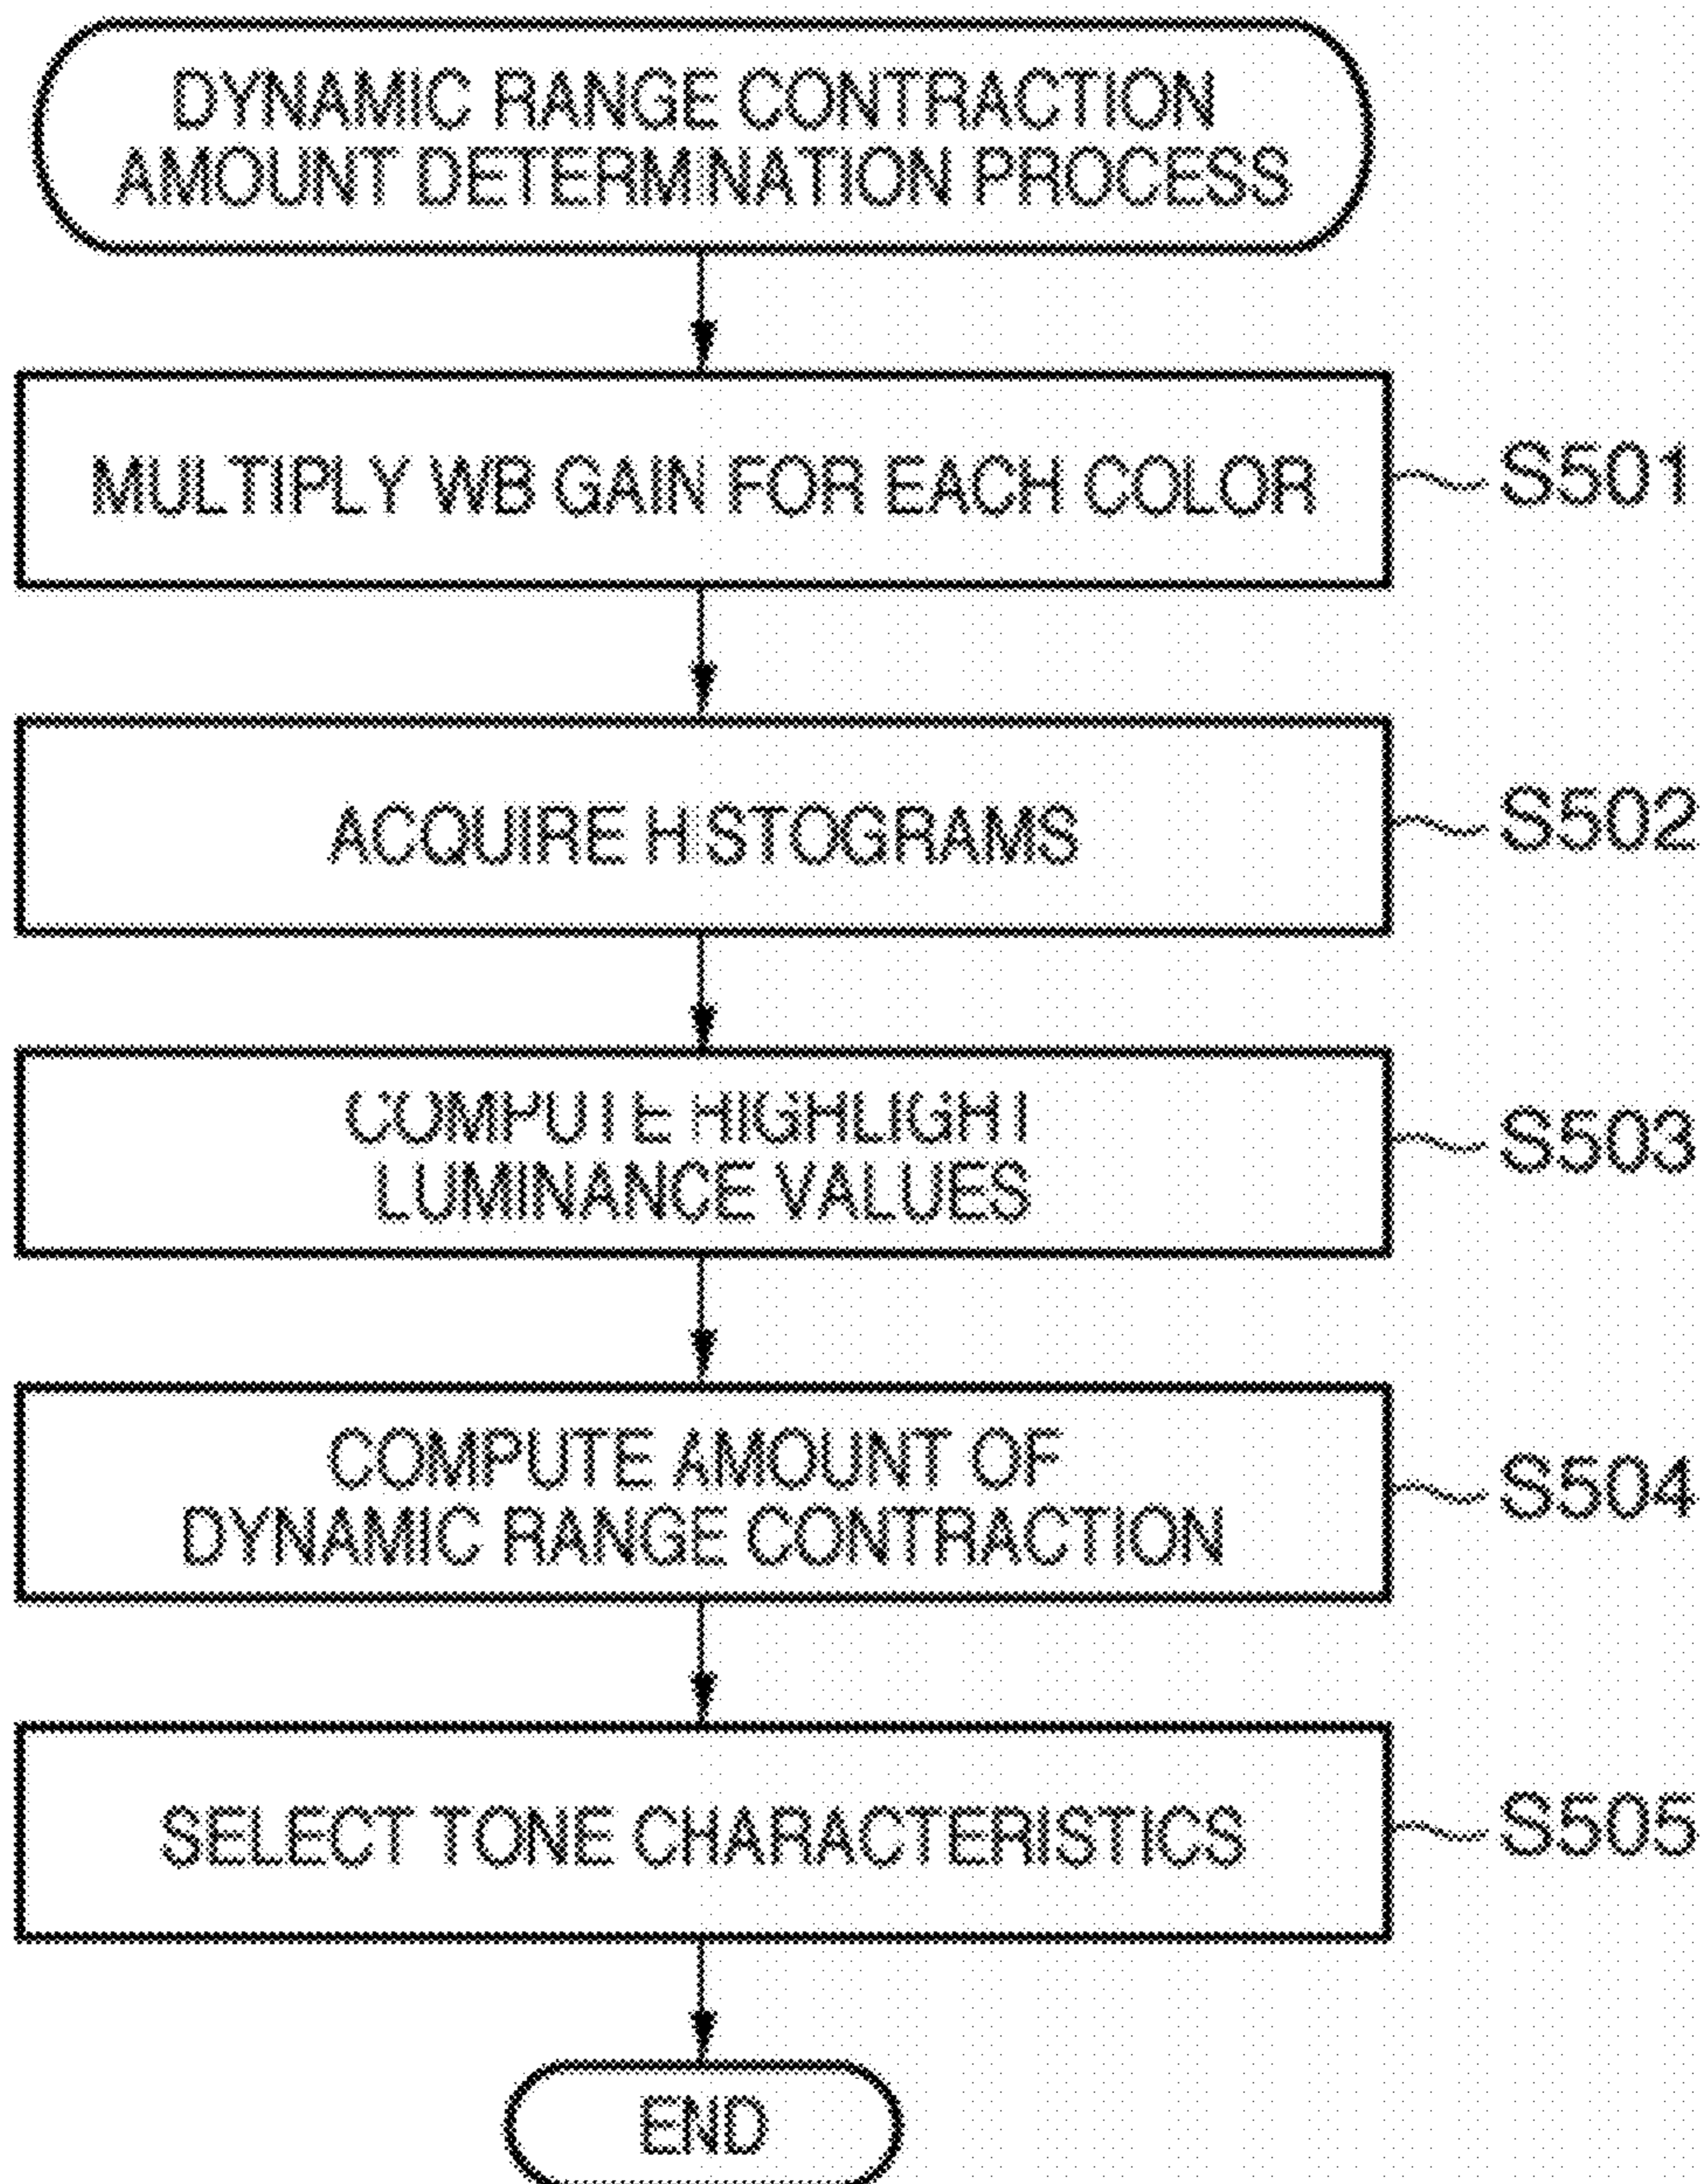 DYNAMIC RANGE CONTRACTION
AMOUNT DETERMINATION PROCESS
MULTIPLY WB GAIN FOR EACH COLOR
S501
ACQUIRE HISTOGRAMS
S502
COMPUTE HIGHLIGHT
LUMINANCE VALUES
S503
COMPUTE AMOUNT OF
DYNAMIC RANGE CONTRACTION
S504
SELECT TONE CHARACTERISTICS
S505
END